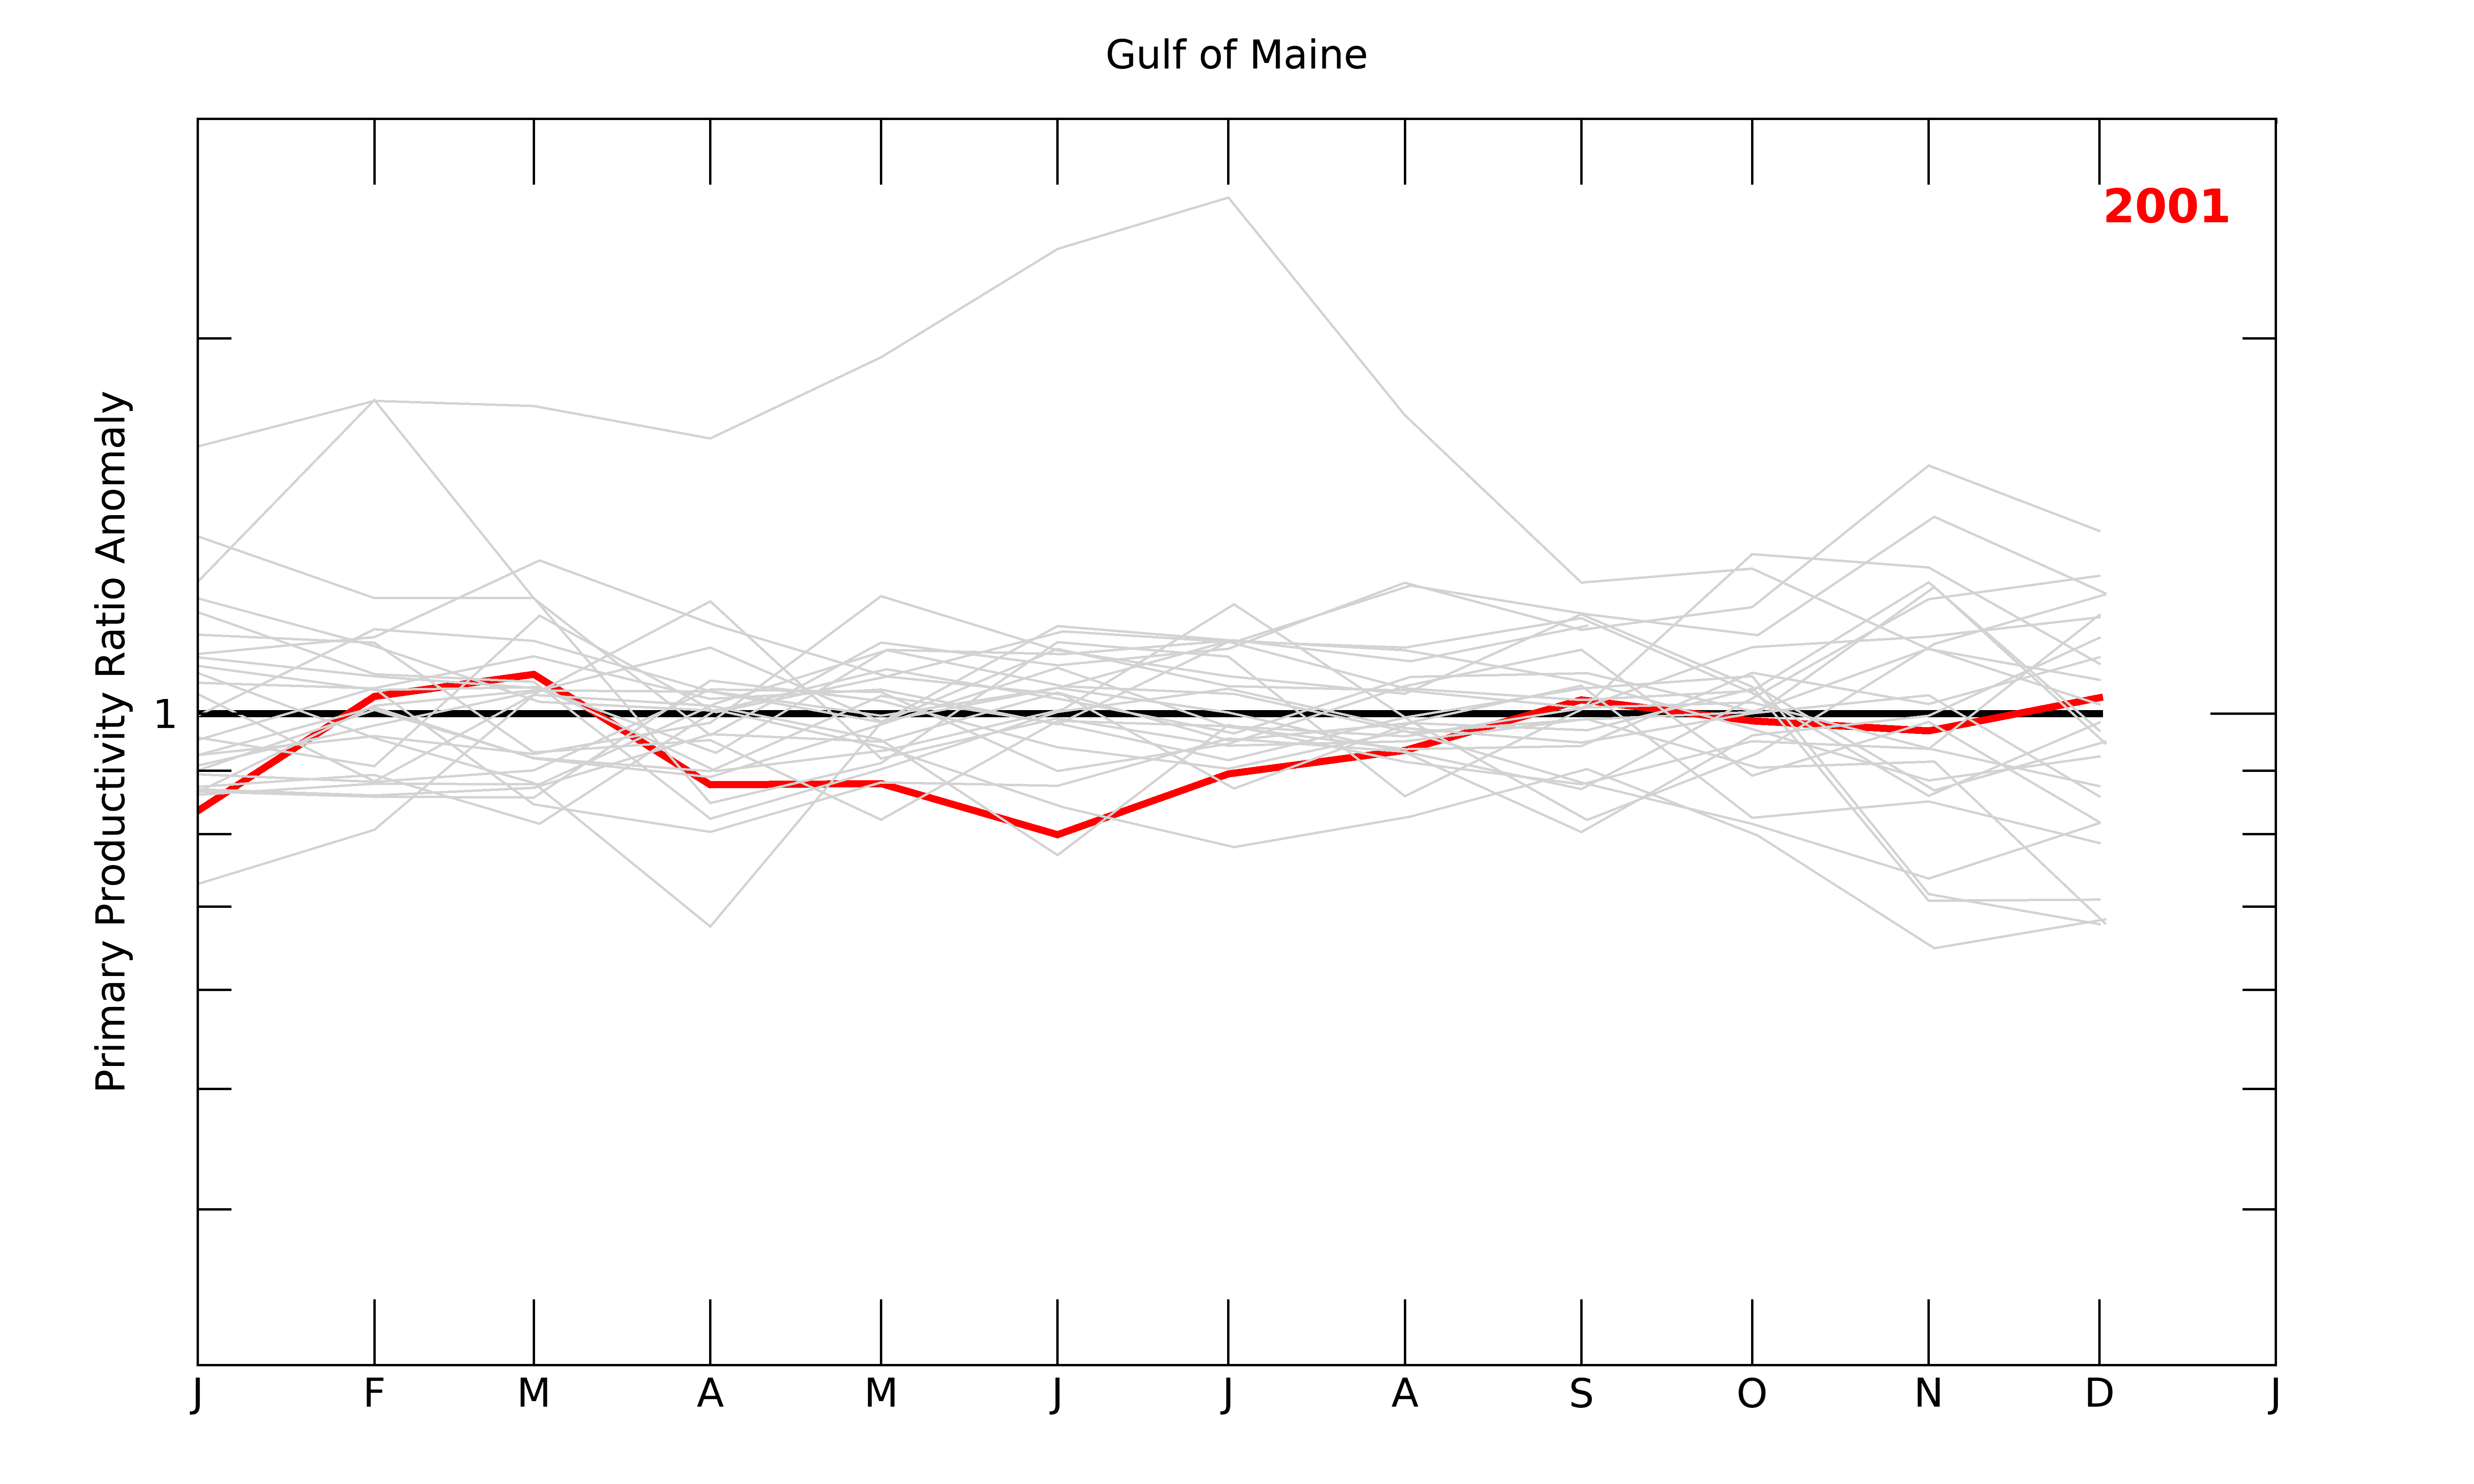 Gulf of Maine
2001
Primary Productivity Ratio Anomaly
1
J F M A M J J A S O N D J